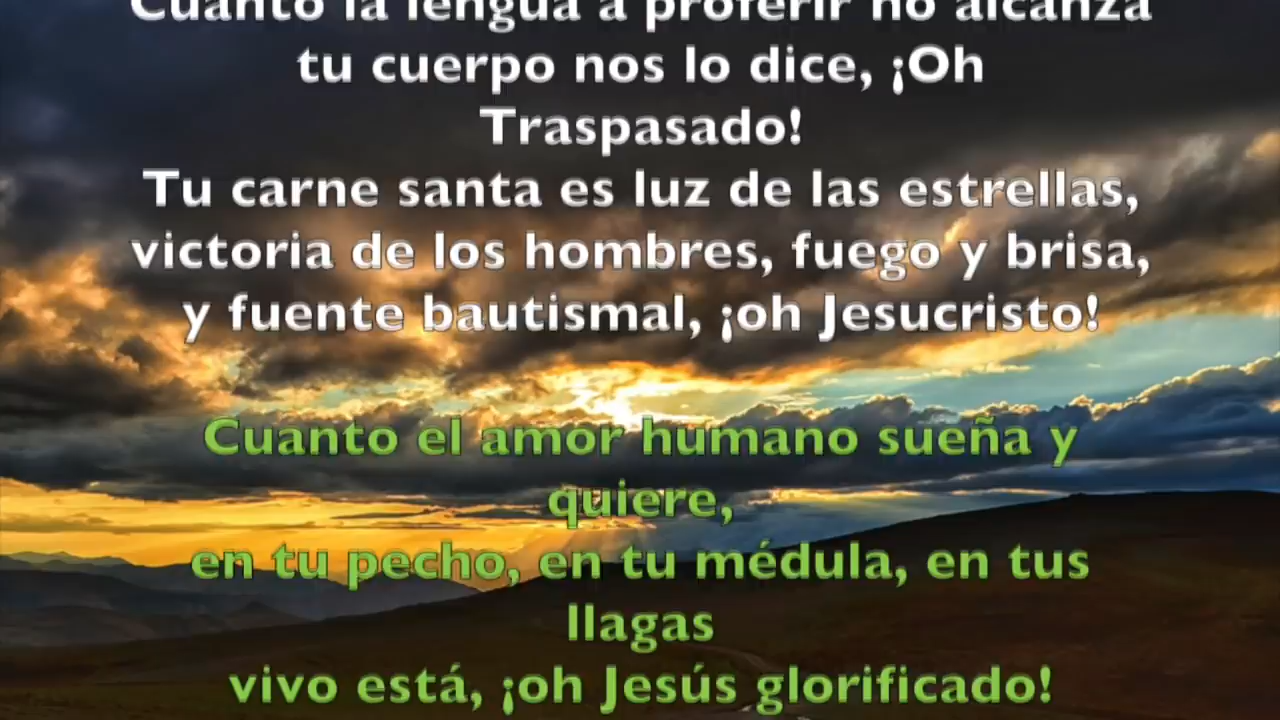 Cuanto la lengua a proferir no alcanza
tu cuerpo nos lo dice, ¡Oh
Traspasado!
Tu carne santa es luz de las estrellas,
victoria de los hombres, fuego y brisa,
y fuente bautismal, ¡oh Jesucristo!
Cuanto el amor humano sueña y
quiere,
en tu pecho, en tu médula, en tus
llagas
vivo está, ¡oh Jesús glorificado!